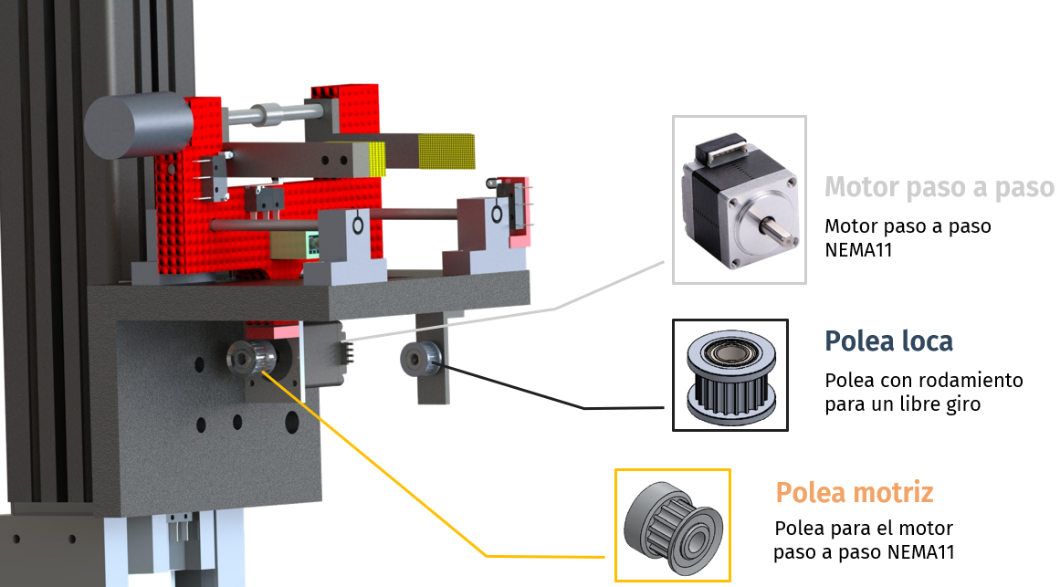 Motor paso a paso
Motor paso a paso
NEMA11
Polea loca
Polea con rodamiento
para un libre giro
Polea motriz
Polea para el motor
paso a paso NEMA11